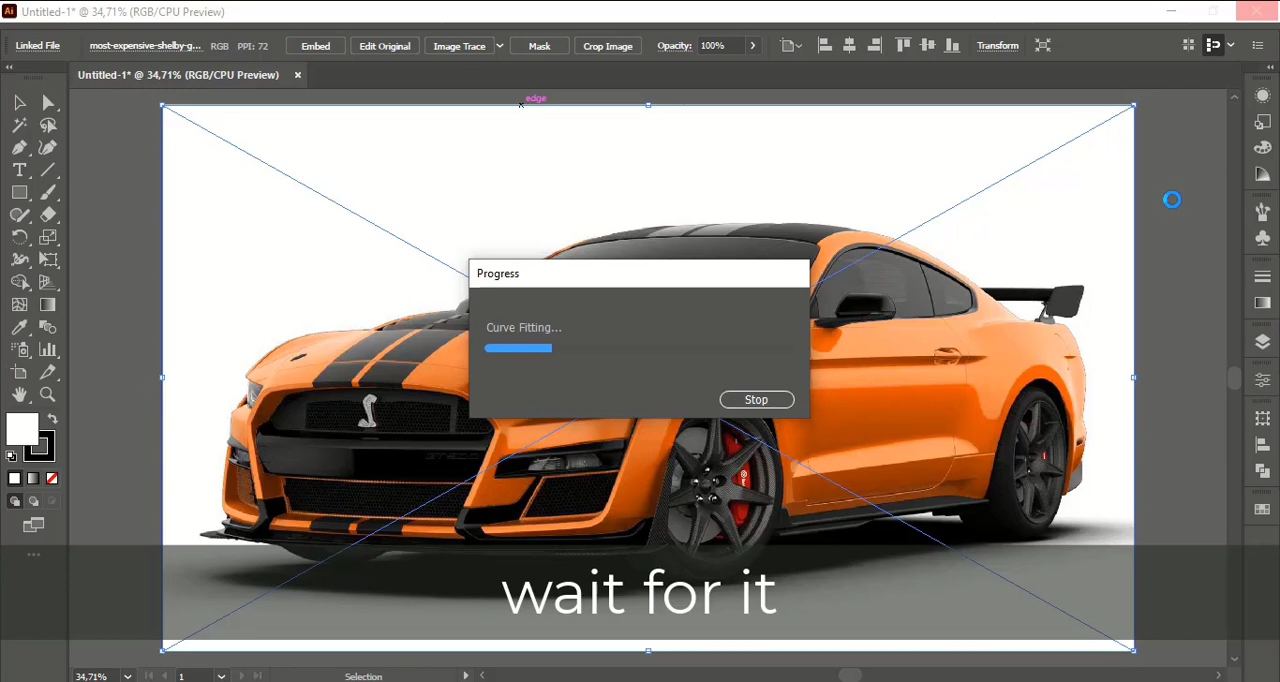 Ai Untitled-1* @ 34,71% (RGB/CPU Preview)
Linked File most-expensive-shelby-g... RGB PPI: 72 Embed Edit Original Image Trace Mask Crop Image Opacity: 100% Transform
Untitled-1* @ 34,71% (RGB/CPU Preview) ×
edge
Progress
Curve Fitting...
Stop
wait for it
34,71% 1 Selection